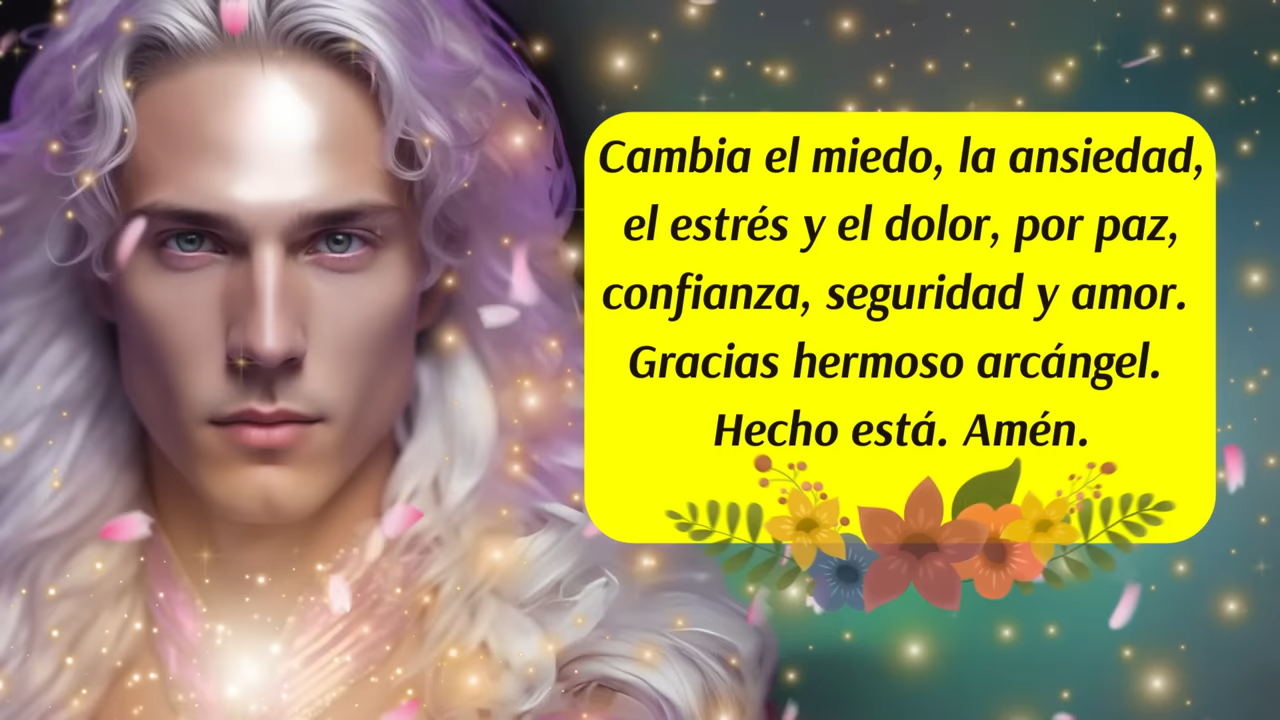 Cambia el miedo, la ansiedad,
el estrés y el dolor, por paz,
confianza, seguridad y amor.
Gracias hermoso arcángel.
Hecho está. Amén.